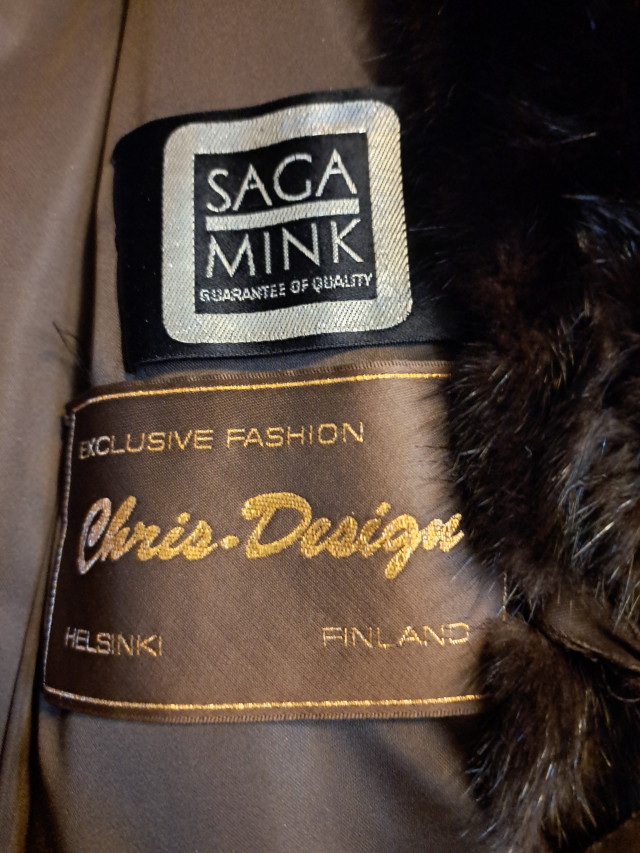 SAGA
MINK
GUARANTEE OF QUALITY
EXCLUSIVE FASHION
Chris-Design
HELSINKI FINLAND